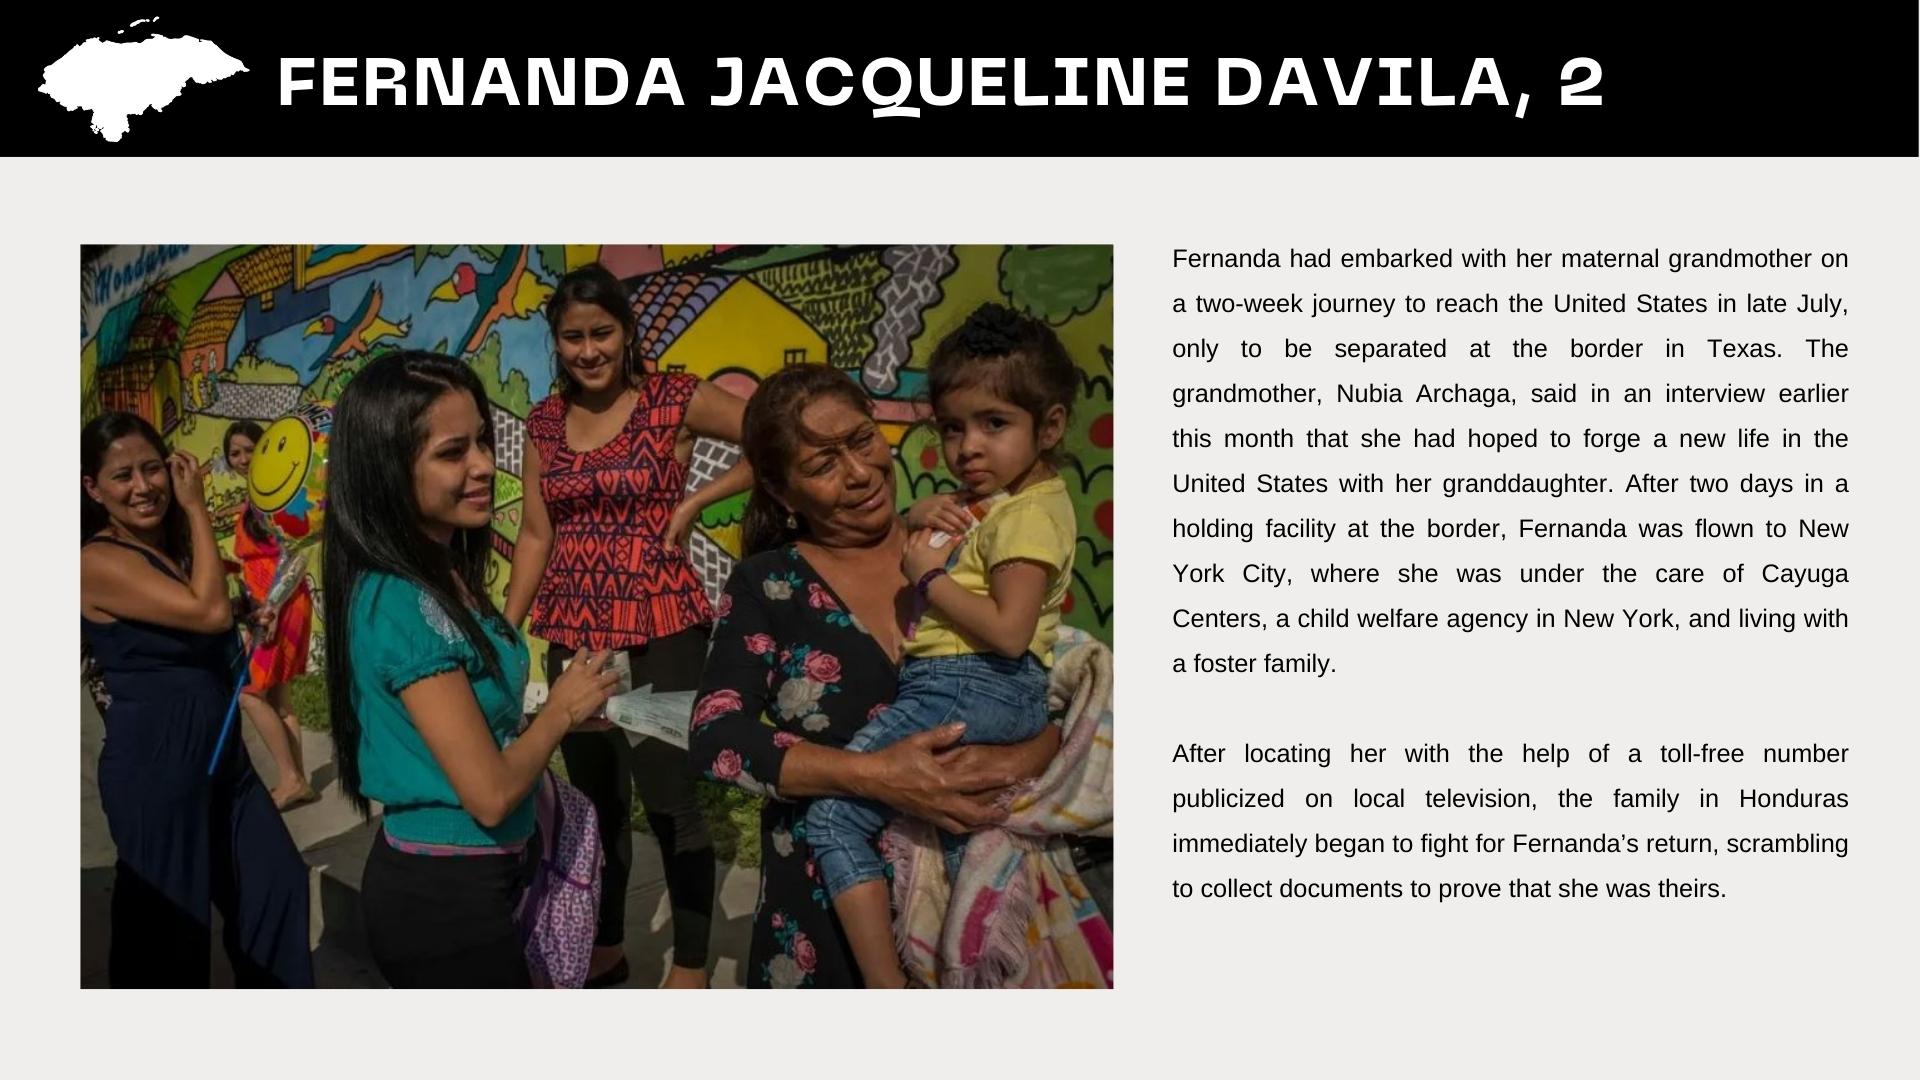 FERNANDA JACQUELINE DAVILA, 2
Honduras
Fernanda had embarked with her maternal grandmother on
a two-week journey to reach the United States in late July,
only to be separated at the border in Texas. The
grandmother, Nubia Archaga, said in an interview earlier
this month that she had hoped to forge a new life in the
United States with her granddaughter. After two days in a
holding facility at the border, Fernanda was flown to New
York City, where she was under the care of Cayuga
Centers, a child welfare agency in New York, and living with
a foster family.
After locating her with the help of a toll-free number
publicized on local television, the family in Honduras
immediately began to fight for Fernanda’s return, scrambling
to collect documents to prove that she was theirs.